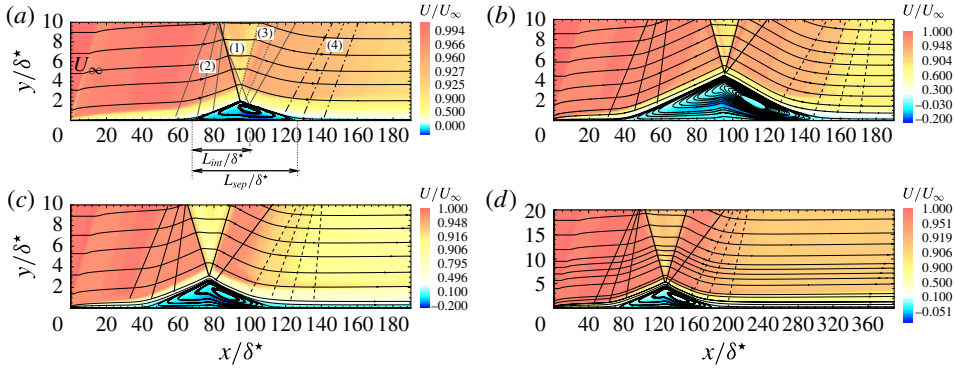 (a)
10
8
6
4
2
y/δ⋆
U∞
(1)
(2)
(3)
(4)
0 20 40 60 80 100 120 140 160 180
L_int/δ⋆
L_sep/δ⋆
U/U∞
0.994
0.966
0.960
0.927
0.900
0.500
0.000
(b)
10
8
6
4
2
0 20 40 60 80 100 120 140 160 180
U/U∞
1.000
0.948
0.804
0.600
0.100
−0.030
−0.200
(c)
10
8
6
4
2
y/δ⋆
0 20 40 60 80 100 120 140 160 180
x/δ⋆
U/U∞
1.000
0.948
0.916
0.906
0.795
0.496
0.100
−0.200
(d)
20
15
10
5
0
0 40 80 120 160 200 240 280 320 360
x/δ⋆
U/U∞
1.000
0.951
0.919
0.906
0.900
0.500
0.100
−0.051